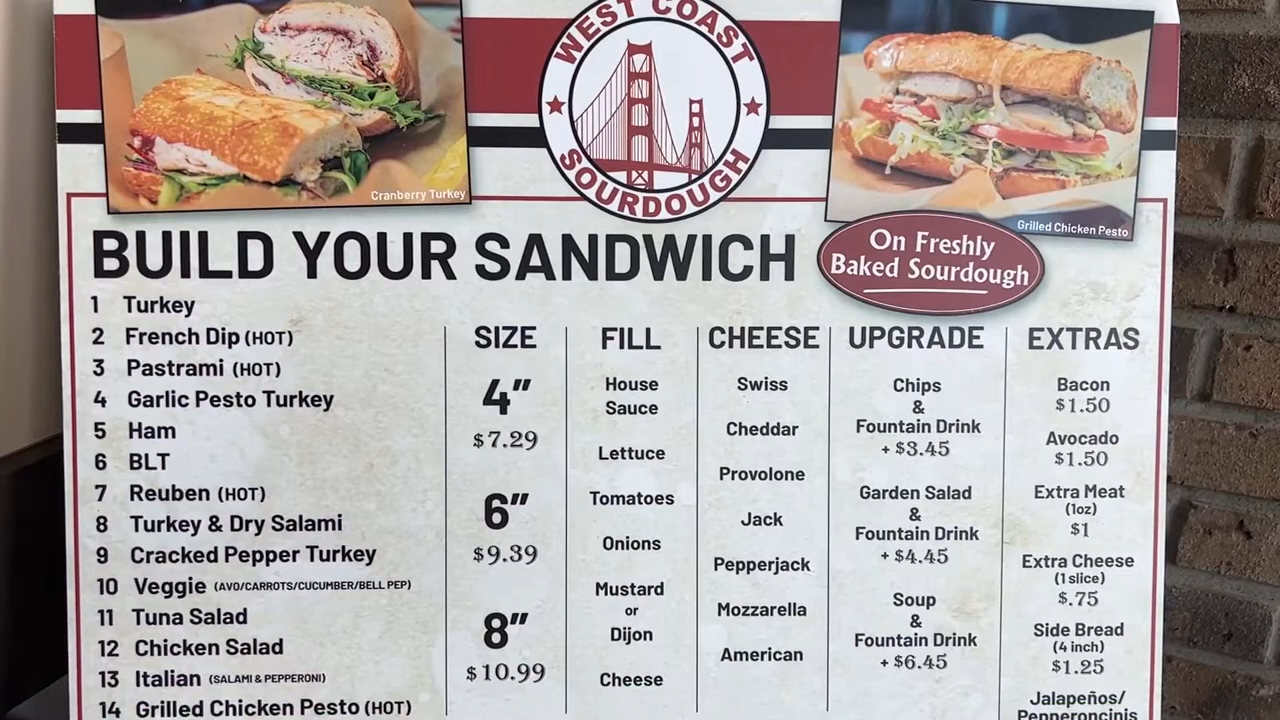 WEST COAST
SOURDOUGH
Cranberry Turkey
Grilled Chicken Pesto
BUILD YOUR SANDWICH
On Freshly
Baked Sourdough
1 Turkey
2 French Dip (HOT)
3 Pastrami (HOT)
4 Garlic Pesto Turkey
5 Ham
6 BLT
7 Reuben (HOT)
8 Turkey & Dry Salami
9 Cracked Pepper Turkey
10 Veggie (AVO/CARROTS/CUCUMBER/BELL PEP)
11 Tuna Salad
12 Chicken Salad
13 Italian (SALAMI & PEPPERONI)
14 Grilled Chicken Pesto (HOT)
SIZE
4"
$7.29
6"
$9.39
8"
$10.99
FILL
House
Sauce
Lettuce
Tomatoes
Onions
Mustard
or
Dijon
Cheese
CHEESE
Swiss
Cheddar
Provolone
Jack
Pepperjack
Mozzarella
American
UPGRADE
Chips
&
Fountain Drink
+ $3.45
Garden Salad
&
Fountain Drink
+ $4.45
Soup
&
Fountain Drink
+ $6.45
EXTRAS
Bacon
$1.50
Avocado
$1.50
Extra Meat
(1oz)
$1
Extra Cheese
(1 slice)
$.75
Side Bread
(4 inch)
$1.25
Jalapeños/
Pepperoncinis